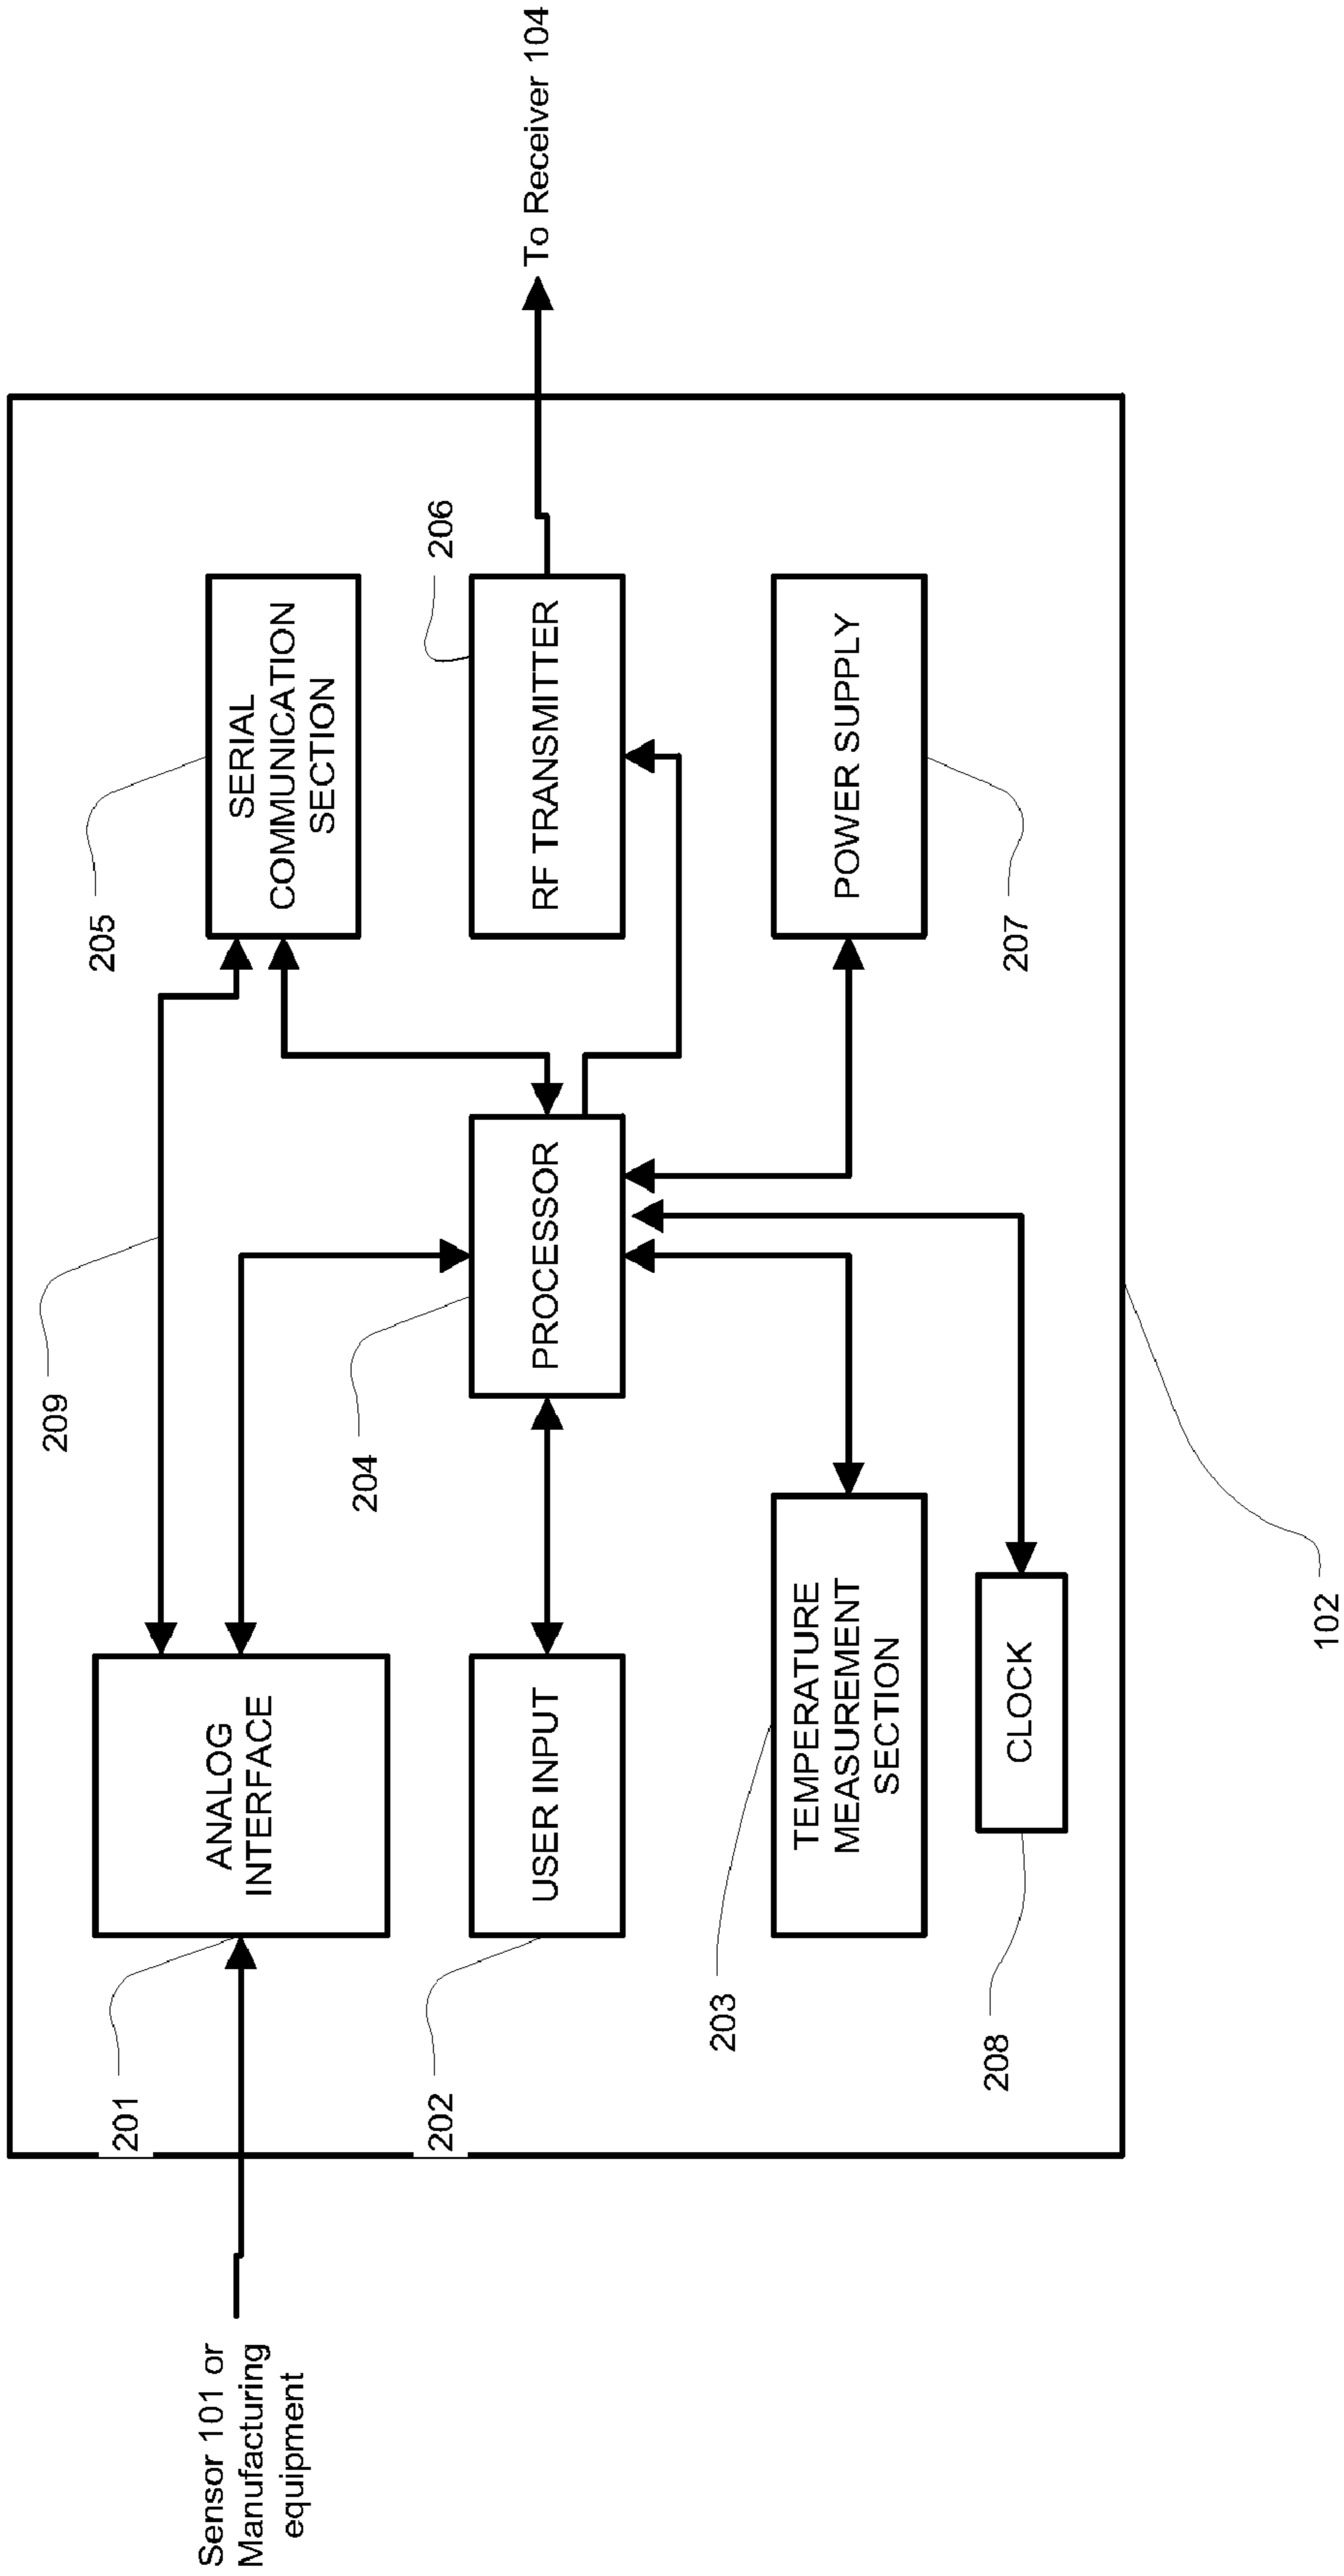 209
205
SERIAL
COMMUNICATION
SECTION
201
ANALOG
INTERFACE
Sensor 101 or
Manufacturing
equipment
204
206
202
USER INPUT
PROCESSOR
RF TRANSMITTER
To Receiver 104
203
TEMPERATURE
MEASUREMENT
SECTION
POWER SUPPLY
208
CLOCK
207
102